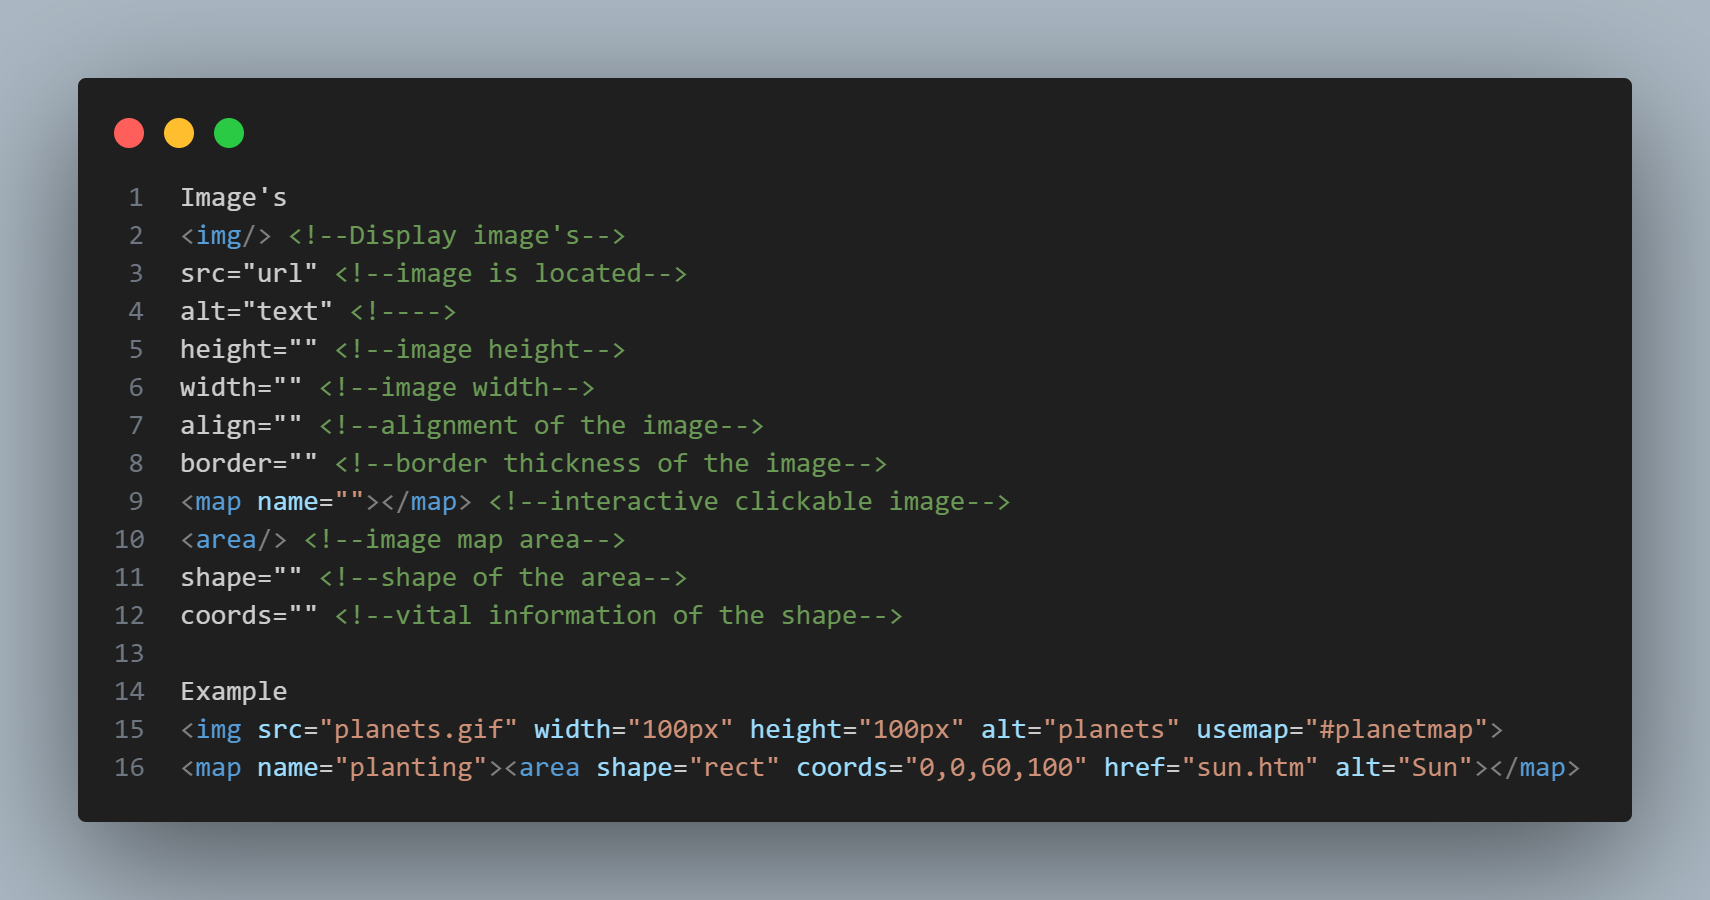 1 Image's
2 <img/> <!--Display image's-->
3 src="url" <!--image is located-->
4 alt="text" <!---->
5 height="" <!--image height-->
6 width="" <!--image width-->
7 align="" <!--alignment of the image-->
8 border="" <!--border thickness of the image-->
9 <map name=""></map> <!--interactive clickable image-->
10 <area/> <!--image map area-->
11 shape="" <!--shape of the area-->
12 coords="" <!--vital information of the shape-->
13
14 Example
15 <img src="planets.gif" width="100px" height="100px" alt="planets" usemap="#planetmap">
16 <map name="planting"><area shape="rect" coords="0,0,60,100" href="sun.htm" alt="Sun"></map>